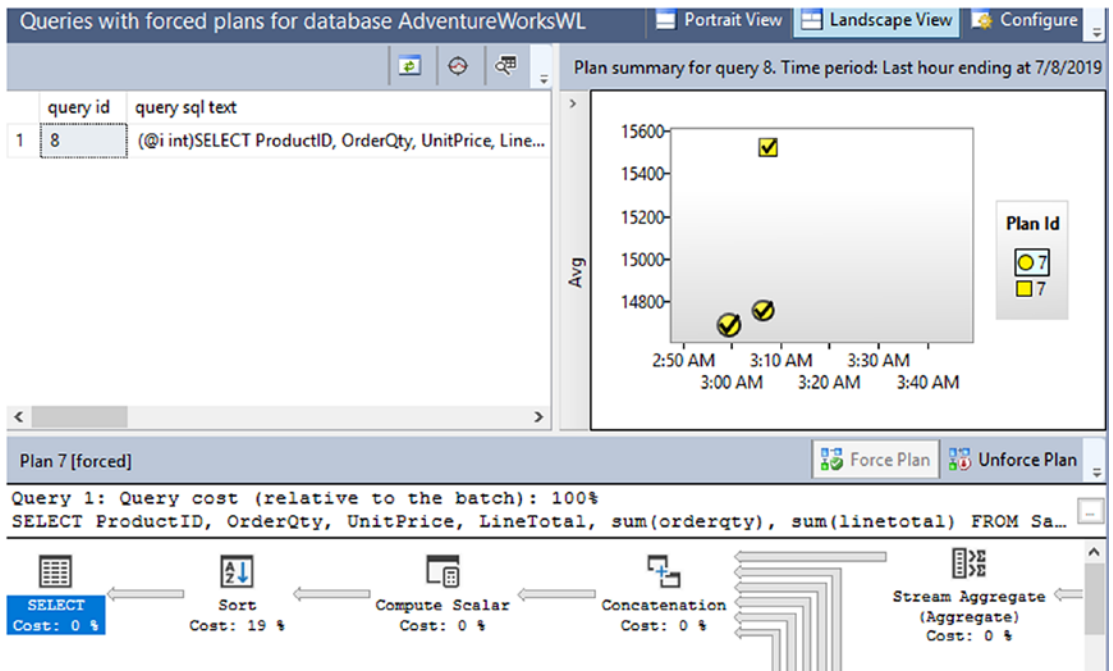 Queries with forced plans for database AdventureWorksWL
Portrait View
Landscape View
Configure
query id
query sql text
1
8
(@i int)SELECT ProductID, OrderQty, UnitPrice, Line...
Plan summary for query 8. Time period: Last hour ending at 7/8/2019
Avg
15600
15400
15200
15000
14800
2:50 AM
3:10 AM
3:30 AM
3:00 AM
3:20 AM
3:40 AM
Plan Id
7
7
Plan 7 [forced]
Force Plan
Unforce Plan
Query 1: Query cost (relative to the batch): 100%
SELECT ProductID, OrderQty, UnitPrice, LineTotal, sum(orderqty), sum(linetotal) FROM Sa...
...
SELECT
Cost: 0 %
Sort
Cost: 19 %
Compute Scalar
Cost: 0 %
Concatenation
Cost: 0 %
Stream Aggregate
(Aggregate)
Cost: 0 %